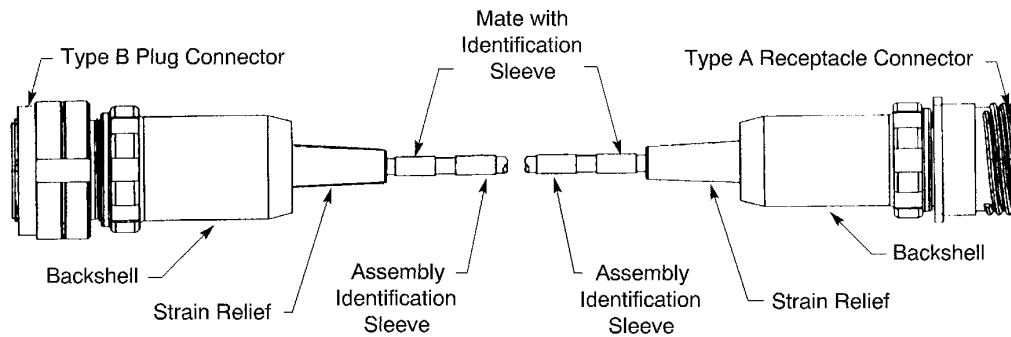 Mate with
Identification
Sleeve
Type B Plug Connector
Type A Receptacle Connector
Backshell
Strain Relief
Assembly
Identification
Sleeve
Assembly
Identification
Sleeve
Strain Relief
Backshell